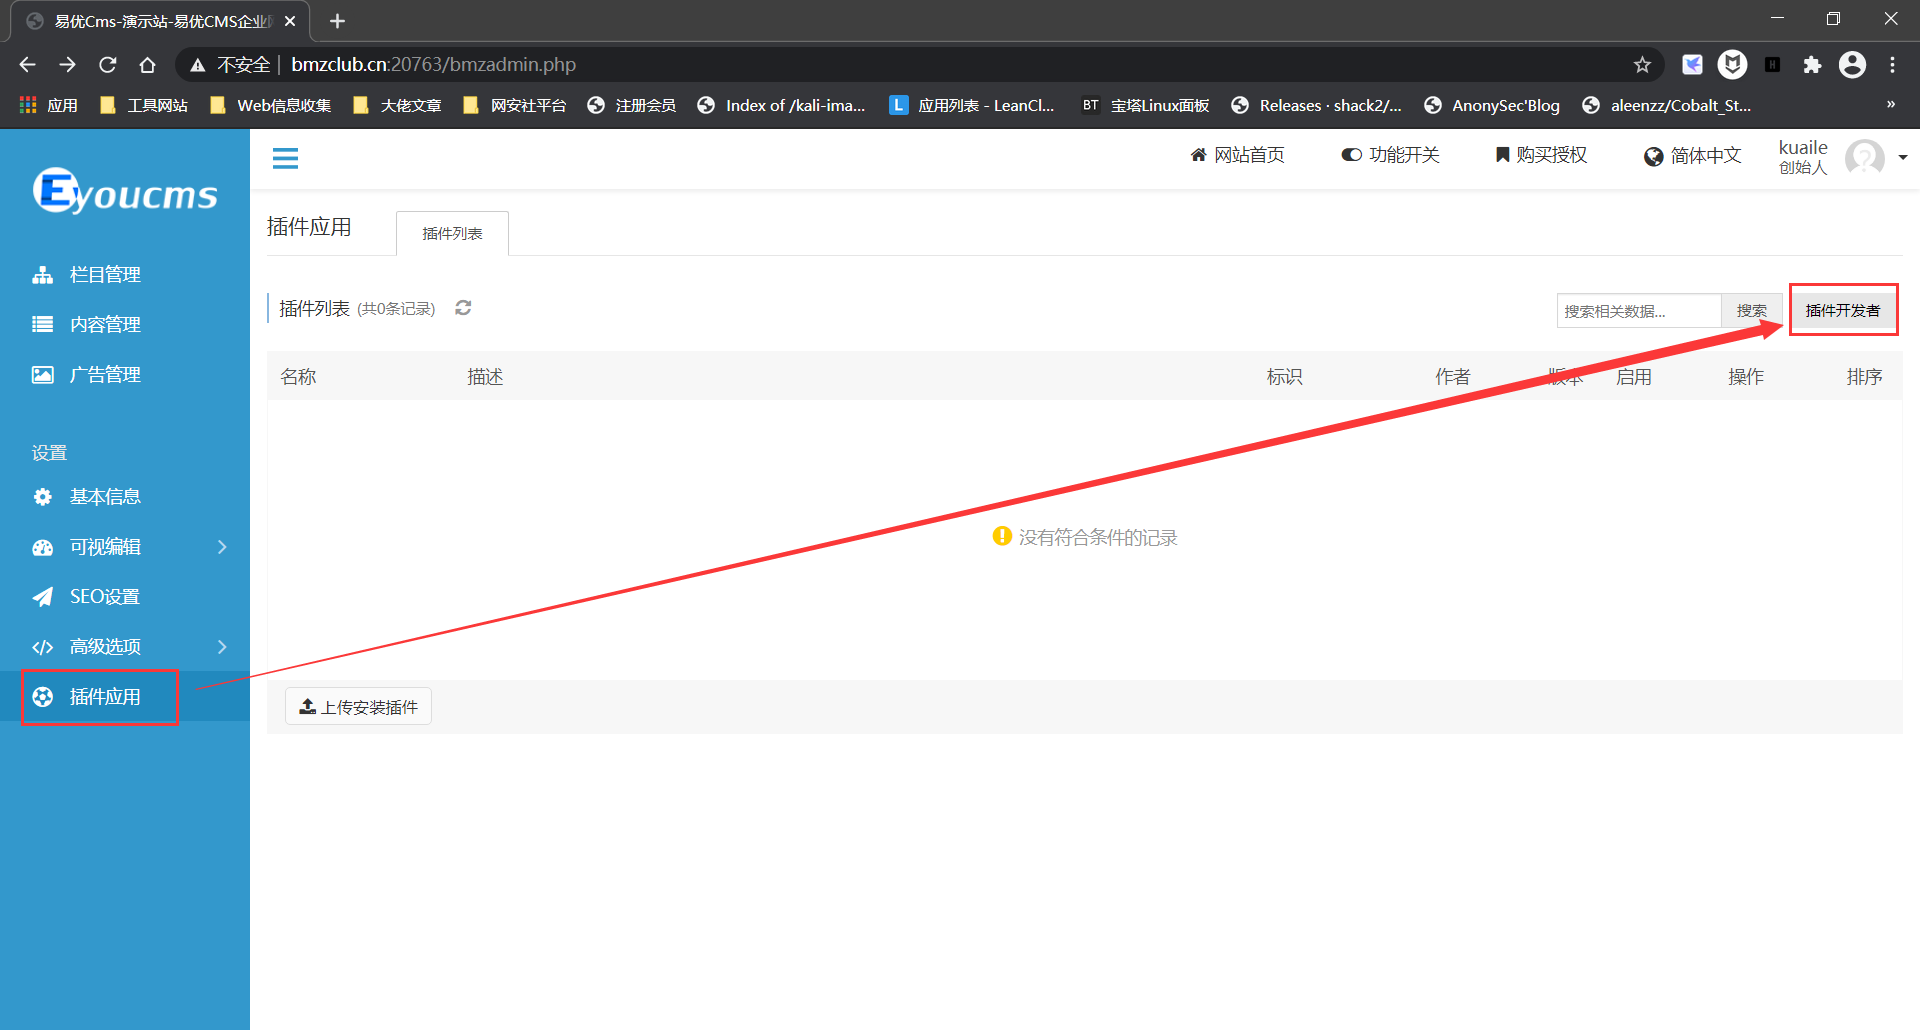 易优Cms-演示站-易优CMS企业
不安全 bmzclub.cn:20763/bmzadmin.php
应用 工具网站 Web信息收集 大佬文章 网安社平台 注册会员 Index of /kali-ima... L 应用列表 - LeanCl... BT 宝塔Linux面板 Releases · shack2/... AnonySec'Blog aleenzz/Cobalt_St... »
Eyoucms
栏目管理
内容管理
广告管理
设置
基本信息
可视编辑
SEO设置
高级选项
插件应用
网站首页 功能开关 购买授权 简体中文 kuaile
创始人
插件应用 插件列表
插件列表 (共0条记录) 搜索相关数据... 搜索 插件开发者
名称 描述 标识 作者 版本 启用 操作 排序
没有符合条件的记录
上传安装插件